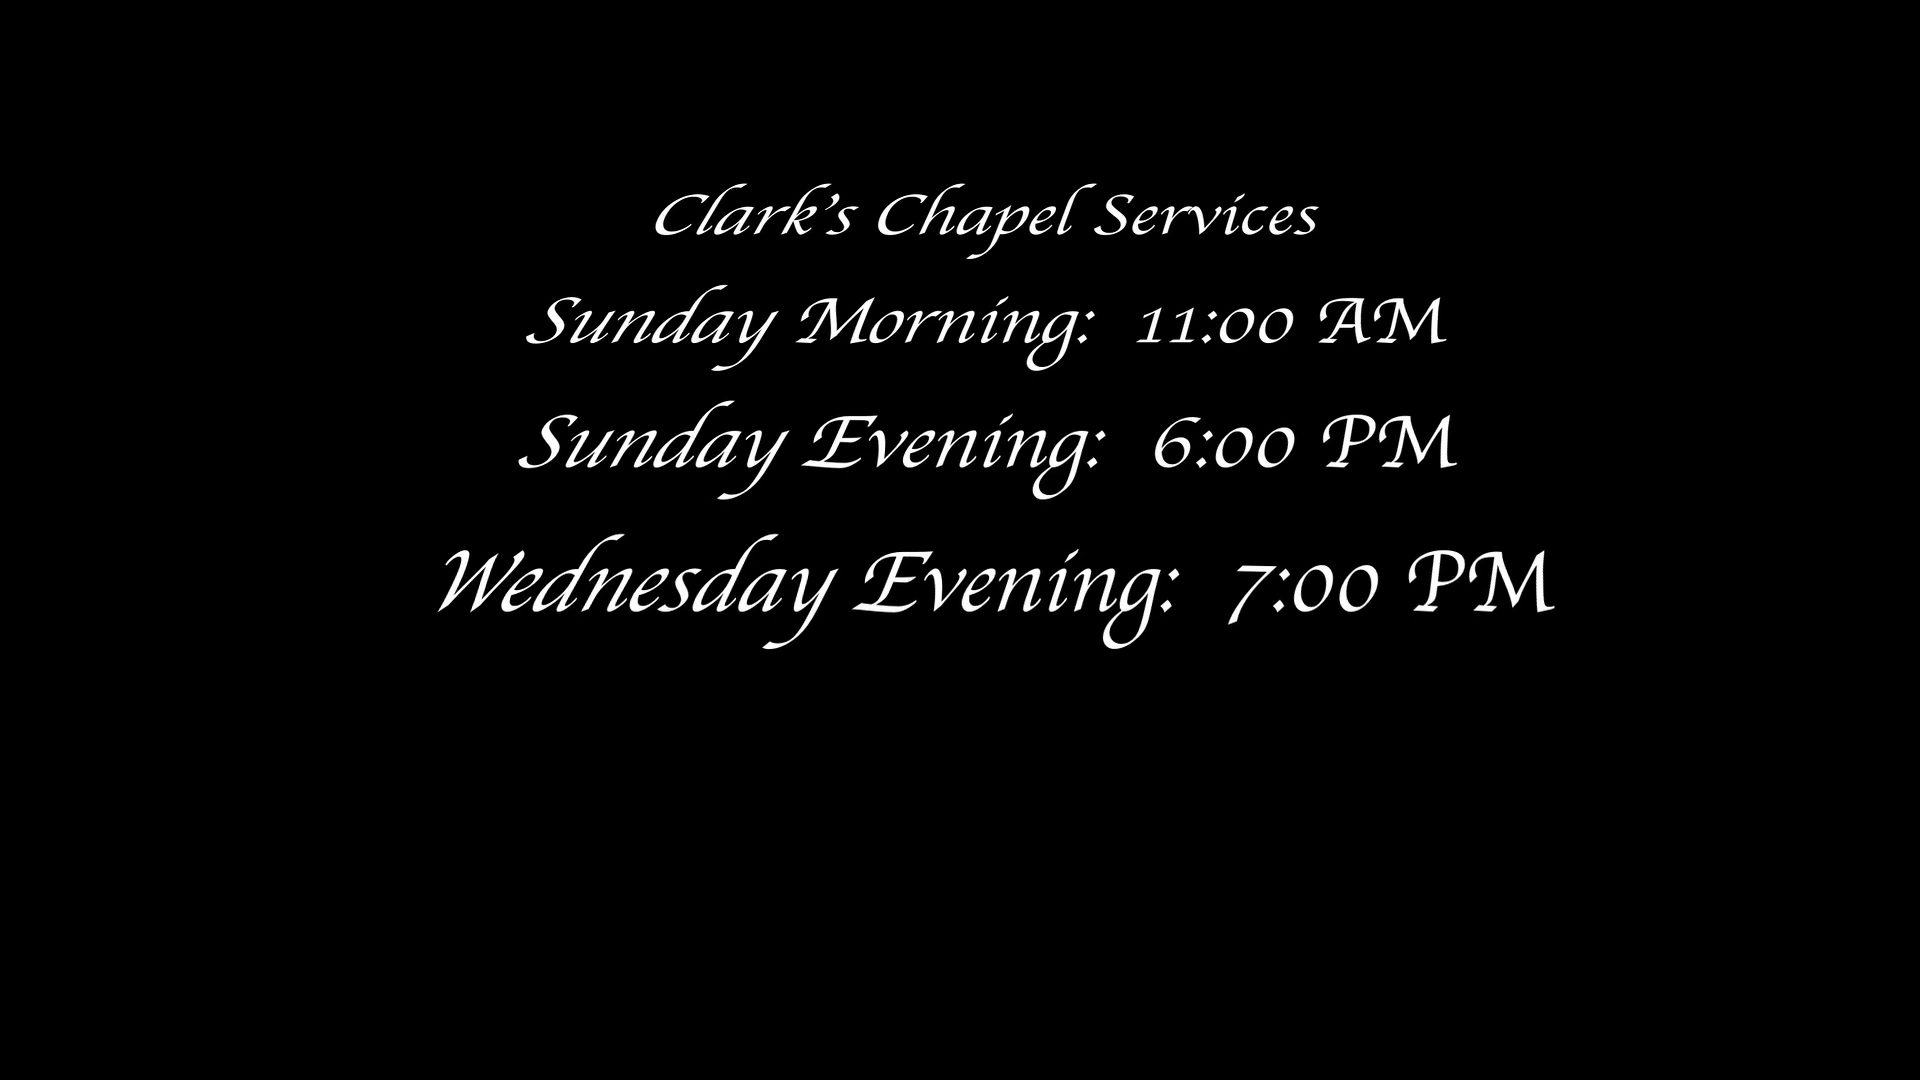 Clark's Chapel Services
Sunday Morning: 11:00 AM
Sunday Evening: 6:00 PM
Wednesday Evening: 7:00 PM